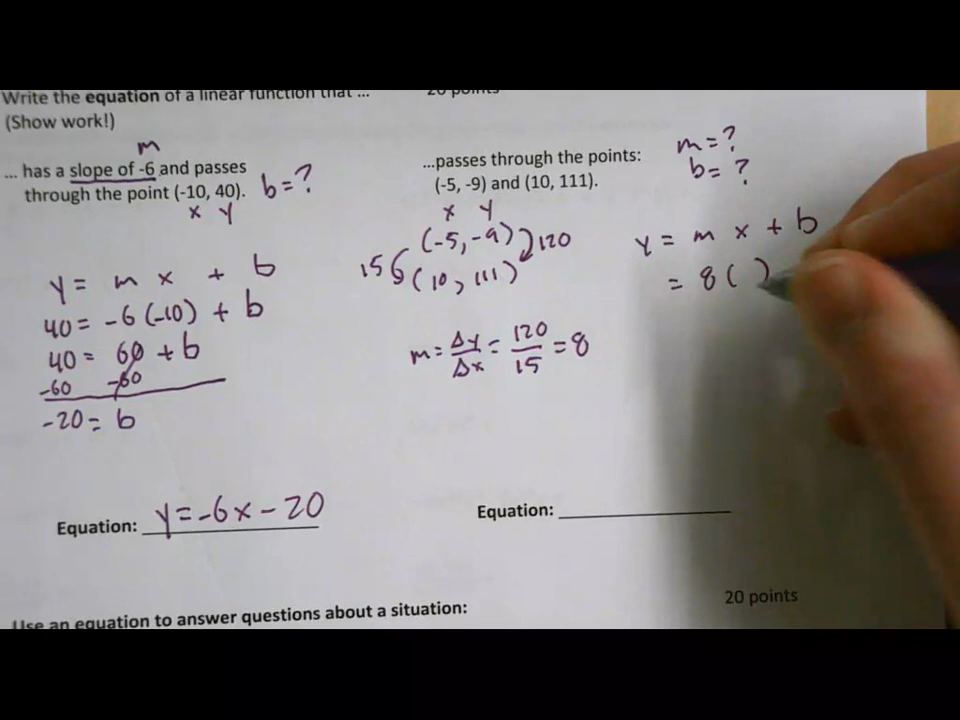 Write the equation of a linear function that ...
20 points
(Show work!)
m
... has a slope of -6 and passes
through the point (-10, 40).
b = ?
x y
y = m x + b
40 = -6(-10) + b
40 = 60 + b
-60 -60
-20 = b
Equation: y = -6x - 20
...passes through the points:
(-5, -9) and (10, 111).
m = ?
b = ?
x y
(-5, -9)
120
15
(10, 111)
m = Δy/Δx = 120/15 = 8
y = m x + b
= 8( )
Equation: ____________
20 points
Use an equation to answer questions about a situation: